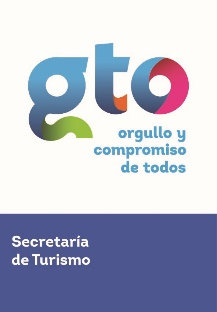 gto
orgullo y
compromiso
de todos
Secretaría
de Turismo